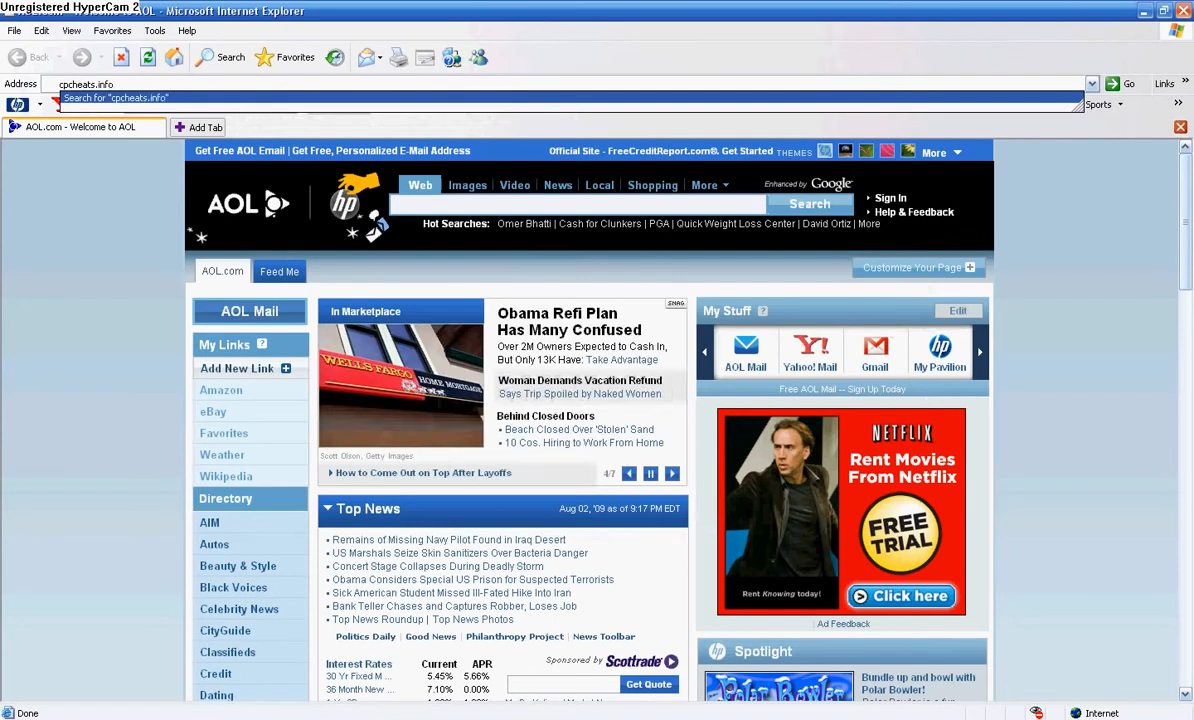 Unregistered HyperCam 2
Welcome to AOL - Microsoft Internet Explorer
File Edit View Favorites Tools Help
Back Search Favorites
Address cpcheats.info Go Links
Search for "cpcheats.info"
Sports
AOL.com - Welcome to AOL Add Tab
Get Free AOL Email | Get Free, Personalized E-Mail Address Official Site - FreeCreditReport.com®. Get Started THEMES More
Web Images Video News Local Shopping More Enhanced by Google
AOL hp Search Sign In
Help & Feedback
Hot Searches: Omer Bhatti | Cash for Clunkers | PGA | Quick Weight Loss Center | David Ortiz | More
AOL.com Feed Me Customize Your Page
AOL Mail
My Links ?
Add New Link
Amazon
eBay
Favorites
Weather
Wikipedia
Directory
AIM
Autos
Beauty & Style
Black Voices
Celebrity News
CityGuide
Classifieds
Credit
Dating
In Marketplace
SNAG
WELLS FARGO
HOME MORTGAGE
Scott Olson, Getty Images
How to Come Out on Top After Layoffs
Obama Refi Plan
Has Many Confused
Over 2M Owners Expected to Cash In,
But Only 13K Have: Take Advantage
Woman Demands Vacation Refund
Says Trip Spoiled by Naked Women
Behind Closed Doors
Beach Closed Over 'Stolen' Sand
10 Cos. Hiring to Work From Home
4/7
Top News Aug 02, '09 as of 9:17 PM EDT
Remains of Missing Navy Pilot Found in Iraq Desert
US Marshals Seize Skin Sanitizers Over Bacteria Danger
Concert Stage Collapses During Deadly Storm
Obama Considers Special US Prison for Suspected Terrorists
Sick American Student Missed Ill-Fated Hike Into Iran
Bank Teller Chases and Captures Robber, Loses Job
Top News Roundup | Top News Photos
Politics Daily | Good News | Philanthropy Project | News Toolbar
Interest Rates Current APR
30 Yr Fixed M ... 5.45% 5.66%
36 Month New ... 7.10% 0.00%
Sponsored by Scottrade
Get Quote
My Stuff ? Edit
AOL Mail Yahoo! Mail Gmail My Pavilion
Free AOL Mail -- Sign Up Today
NETFLIX
Rent Movies
From Netflix
FREE
TRIAL
Rent Knowing today!
Click here
Ad Feedback
hp Spotlight
Polar Bowler
Bundle up and bowl with
Polar Bowler!
Done Internet